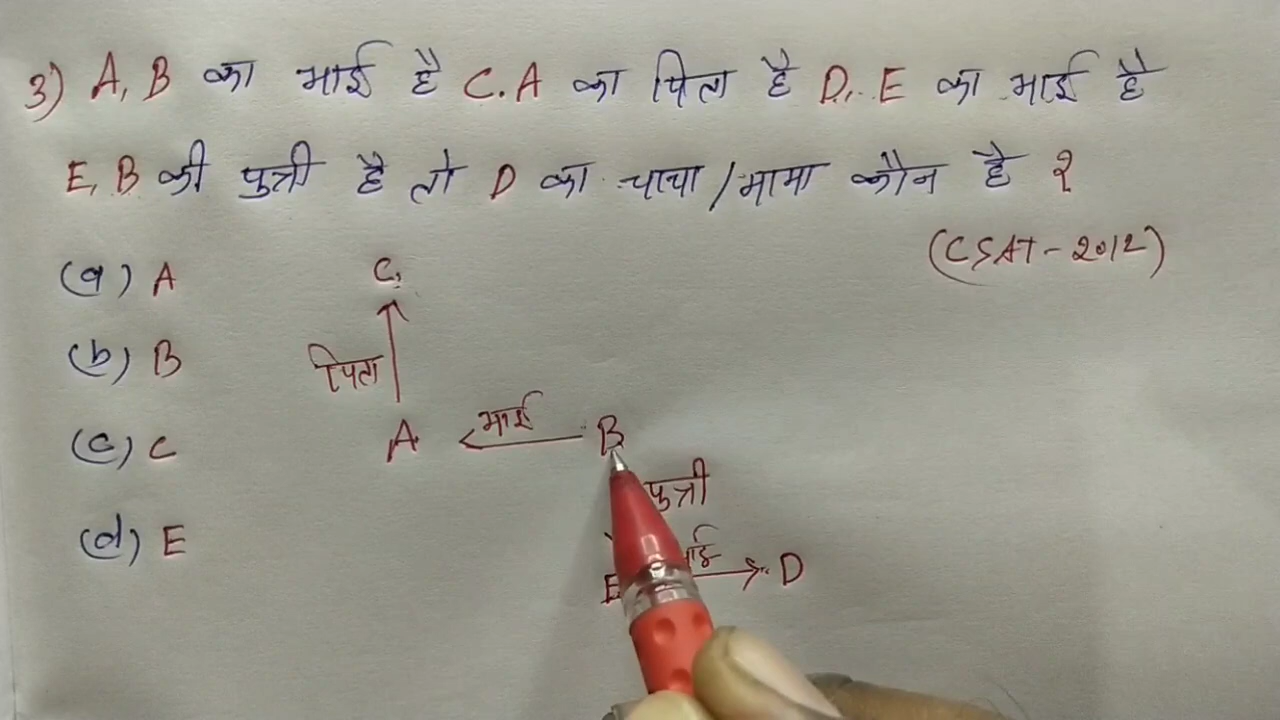 3) A, B का भाई है C. A का पिता है D, E का भाई है
E, B की पुत्री है तो D का चाचा/मामा कौन है ?
(CSAT-2012)
(a) A
(b) B
(c) C
(d) E
C,
पिता
A
भाई
B
पुत्री
E
D